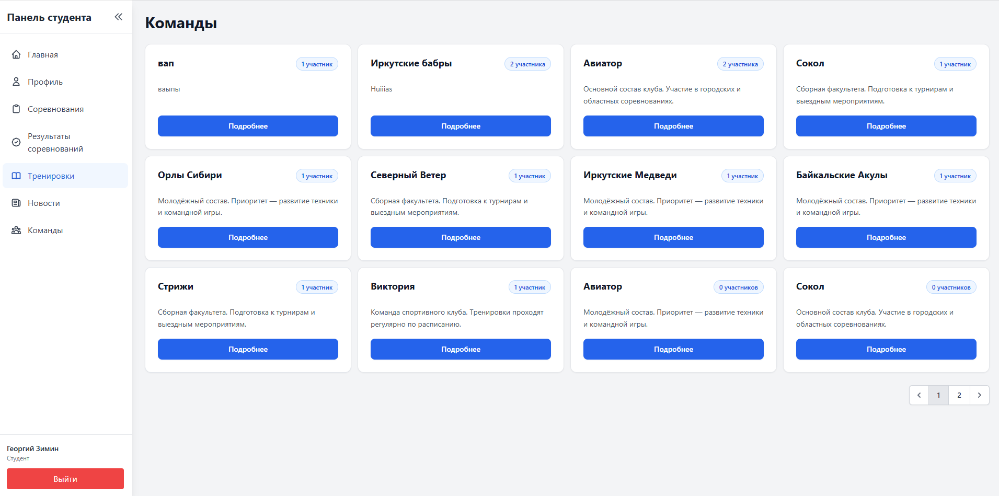 Панель студента
Главная
Профиль
Соревнования
Результаты
соревнований
Тренировки
Новости
Команды
Георгий Зимин
Студент
Выйти
Команды
вап
1 участник
ваыпы
Подробнее
Иркутские бабры
2 участника
Huiiias
Подробнее
Авиатор
2 участника
Основной состав клуба. Участие в городских и
областных соревнованиях.
Подробнее
Сокол
1 участник
Сборная факультета. Подготовка к турнирам и
выездным мероприятиям.
Подробнее
Орлы Сибири
1 участник
Молодёжный состав. Приоритет — развитие техники
и командной игры.
Подробнее
Северный Ветер
1 участник
Сборная факультета. Подготовка к турнирам и
выездным мероприятиям.
Подробнее
Иркутские Медведи
1 участник
Молодёжный состав. Приоритет — развитие техники
и командной игры.
Подробнее
Байкальские Акулы
1 участник
Молодёжный состав. Приоритет — развитие техники
и командной игры.
Подробнее
Стрижи
1 участник
Сборная факультета. Подготовка к турнирам и
выездным мероприятиям.
Подробнее
Виктория
1 участник
Команда спортивного клуба. Тренировки проходят
регулярно по расписанию.
Подробнее
Авиатор
0 участников
Молодёжный состав. Приоритет — развитие техники
и командной игры.
Подробнее
Сокол
0 участников
Основной состав клуба. Участие в городских и
областных соревнованиях.
Подробнее
1 2